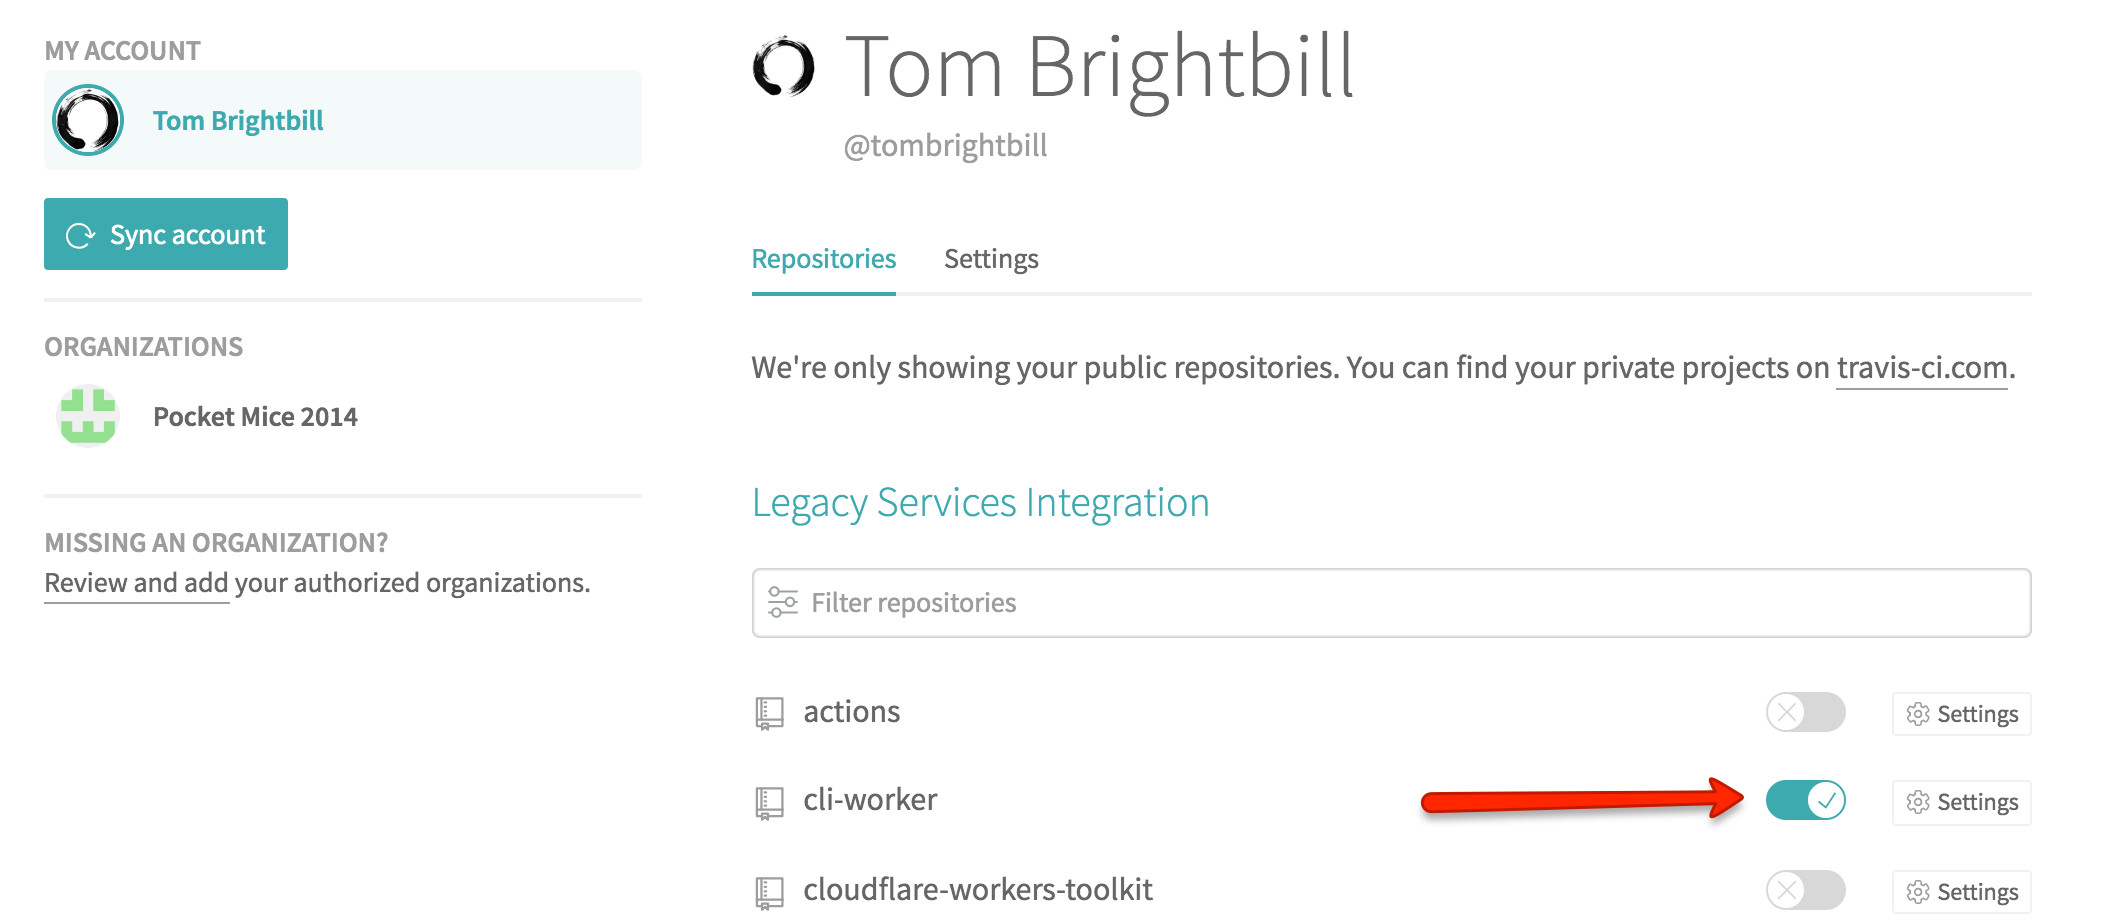 MY ACCOUNT
Tom Brightbill
Sync account
ORGANIZATIONS
Pocket Mice 2014
MISSING AN ORGANIZATION?
Review and add your authorized organizations.
Tom Brightbill
@tombrightbill
Repositories Settings
We're only showing your public repositories. You can find your private projects on travis-ci.com.
Legacy Services Integration
Filter repositories
actions Settings
cli-worker Settings
cloudflare-workers-toolkit Settings